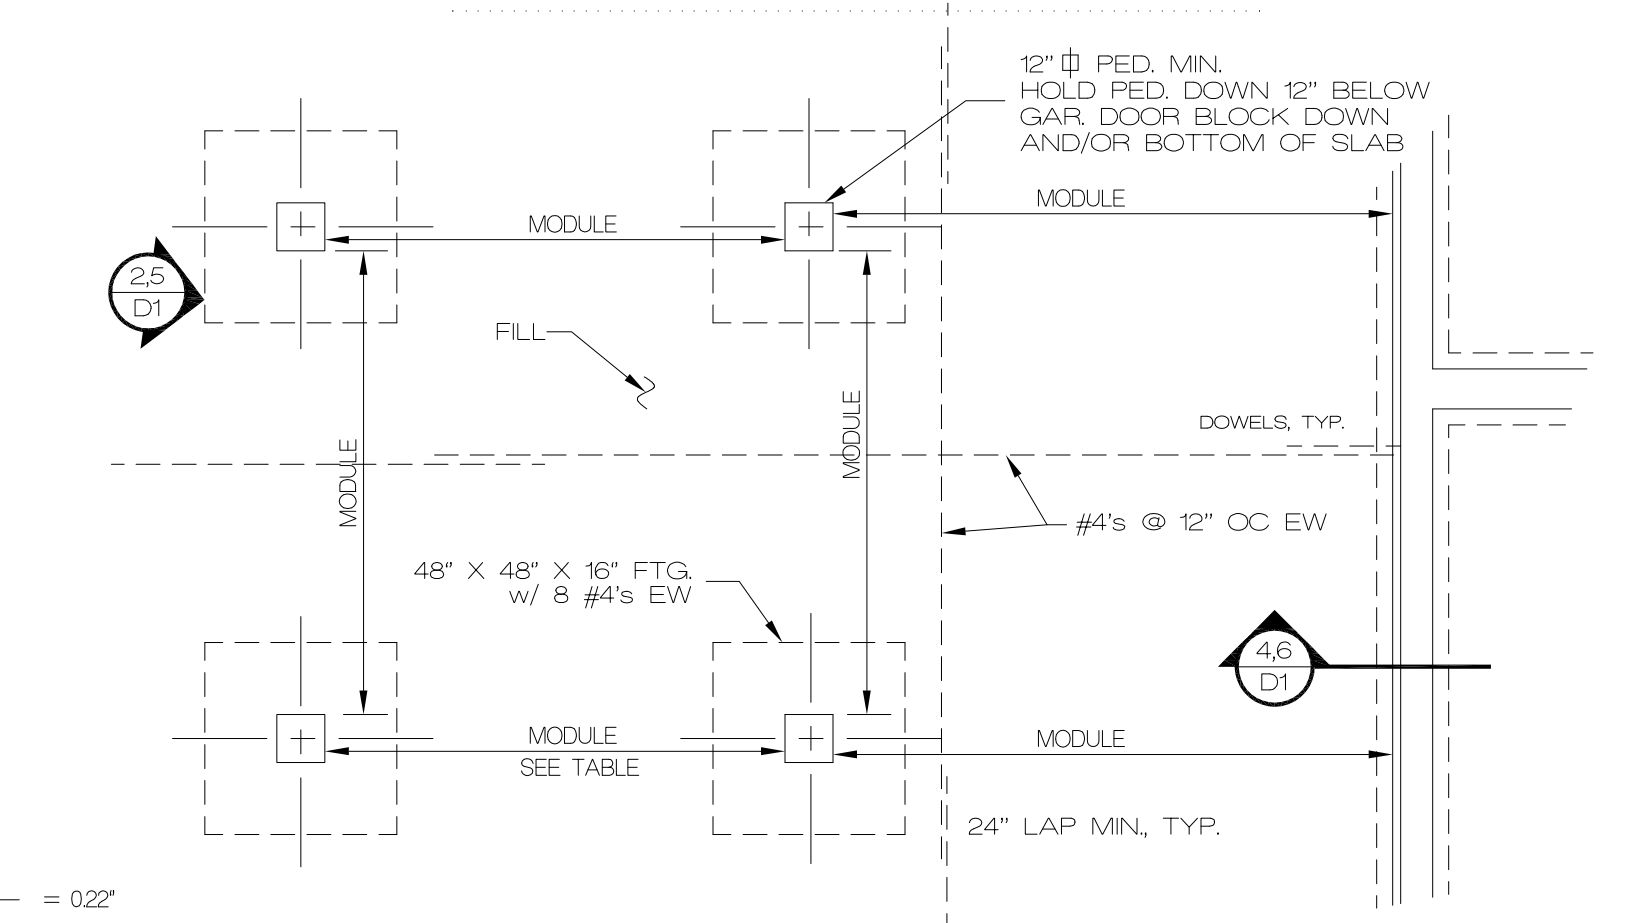 12" PED. MIN.
HOLD PED. DOWN 12" BELOW
GAR. DOOR BLOCK DOWN
AND/OR BOTTOM OF SLAB
MODULE
MODULE
2,5
D1
FILL
MODULE
MODULE
DOWELS, TYP.
#4's @ 12" OC EW
48" X 48" X 16" FTG.
w/ 8 #4's EW
4,6
D1
MODULE
SEE TABLE
MODULE
24" LAP MIN., TYP.
= 0.22"